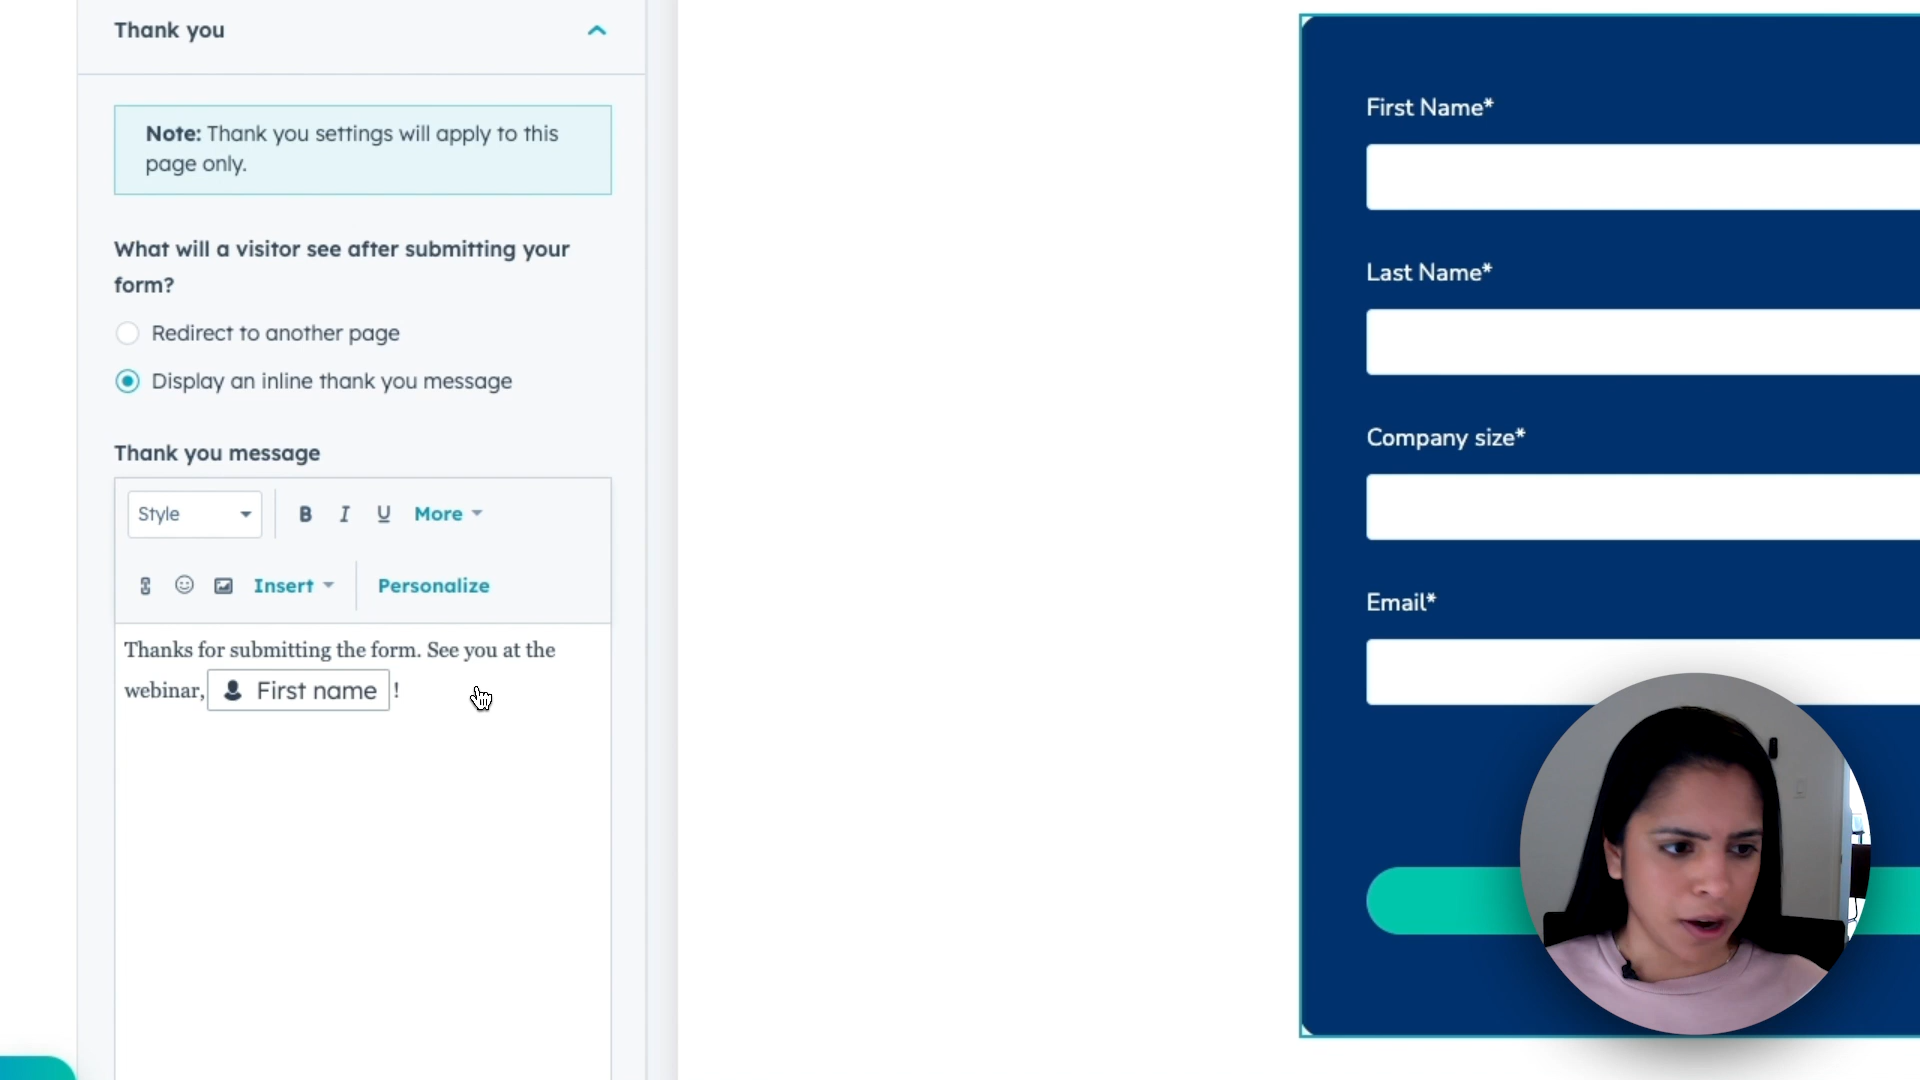 Thank you
Note: Thank you settings will apply to this
page only.
What will a visitor see after submitting your
form?
Redirect to another page
Display an inline thank you message
Thank you message
Style
B I U More
Insert Personalize
Thanks for submitting the form. See you at the
webinar, First name !
First Name*
Last Name*
Company size*
Email*